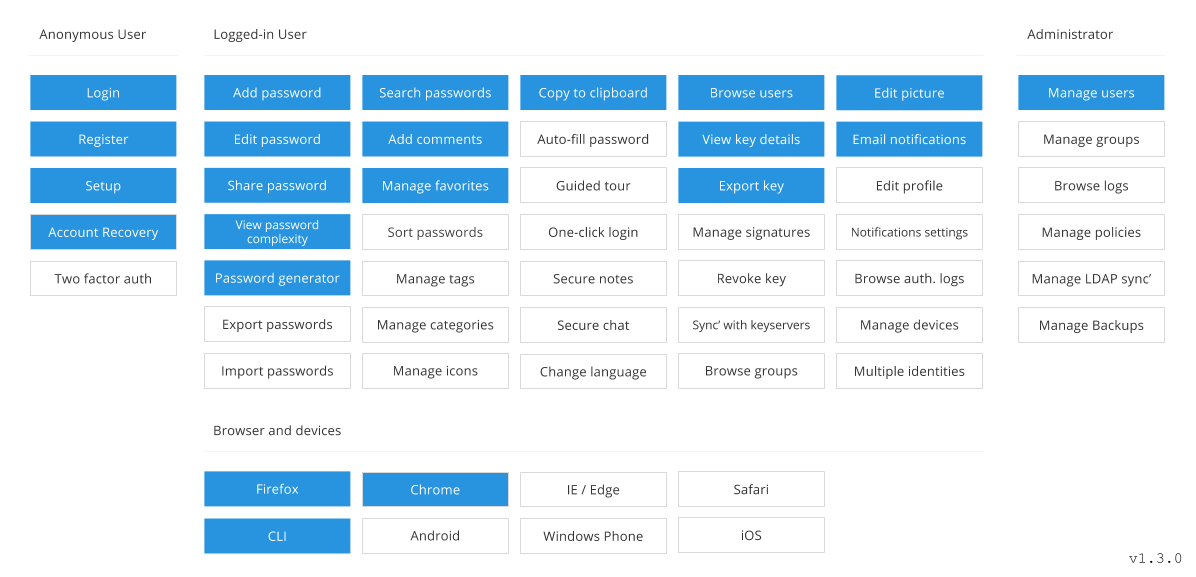 Anonymous User
Logged-in User
Administrator
Login
Add password
Search passwords
Copy to clipboard
Browse users
Edit picture
Manage users
Register
Edit password
Add comments
Auto-fill password
View key details
Email notifications
Manage groups
Setup
Share password
Manage favorites
Guided tour
Export key
Edit profile
Browse logs
Account Recovery
View password
complexity
Sort passwords
One-click login
Manage signatures
Notifications settings
Manage policies
Two factor auth
Password generator
Manage tags
Secure notes
Revoke key
Browse auth. logs
Manage LDAP sync’
Export passwords
Manage categories
Secure chat
Sync’ with keyservers
Manage devices
Manage Backups
Import passwords
Manage icons
Change language
Browse groups
Multiple identities
Browser and devices
Firefox
Chrome
IE / Edge
Safari
CLI
Android
Windows Phone
iOS
v1.3.0